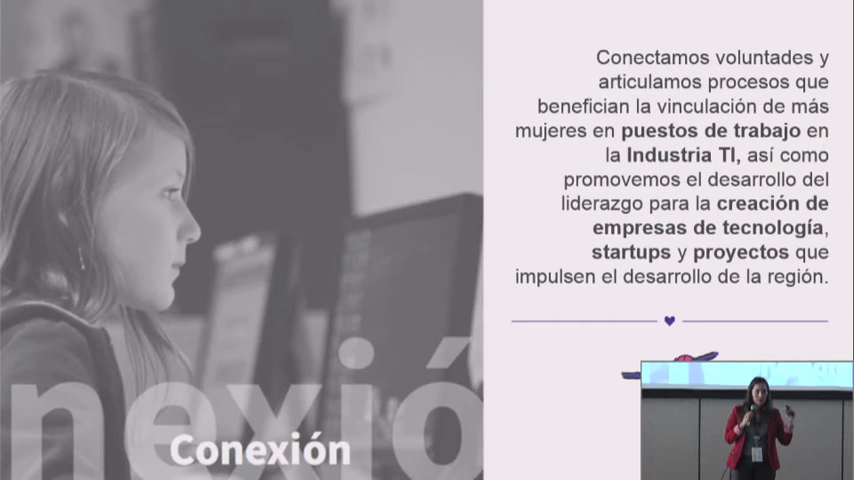 Conectamos voluntades y
articulamos procesos que
benefician la vinculación de más
mujeres en puestos de trabajo en
la Industria TI, así como
promovemos el desarrollo del
liderazgo para la creación de
empresas de tecnología,
startups y proyectos que
impulsen el desarrollo de la región.
nexió
Conexión